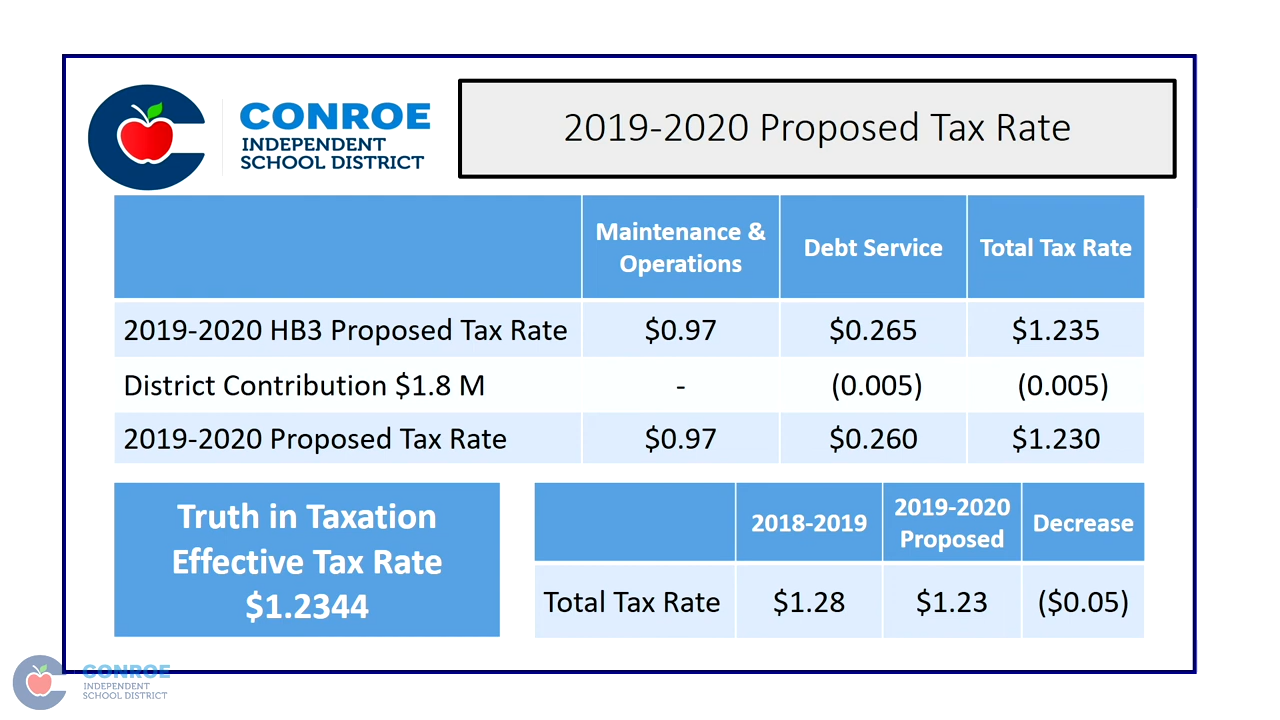 CONROE
INDEPENDENT
SCHOOL DISTRICT
2019-2020 Proposed Tax Rate
Maintenance & Operations Debt Service Total Tax Rate
2019-2020 HB3 Proposed Tax Rate $0.97 $0.265 $1.235
District Contribution $1.8 M - (0.005) (0.005)
2019-2020 Proposed Tax Rate $0.97 $0.260 $1.230
Truth in Taxation
Effective Tax Rate
$1.2344
2018-2019 2019-2020 Proposed Decrease
Total Tax Rate $1.28 $1.23 ($0.05)
CONROE
INDEPENDENT
SCHOOL DISTRICT